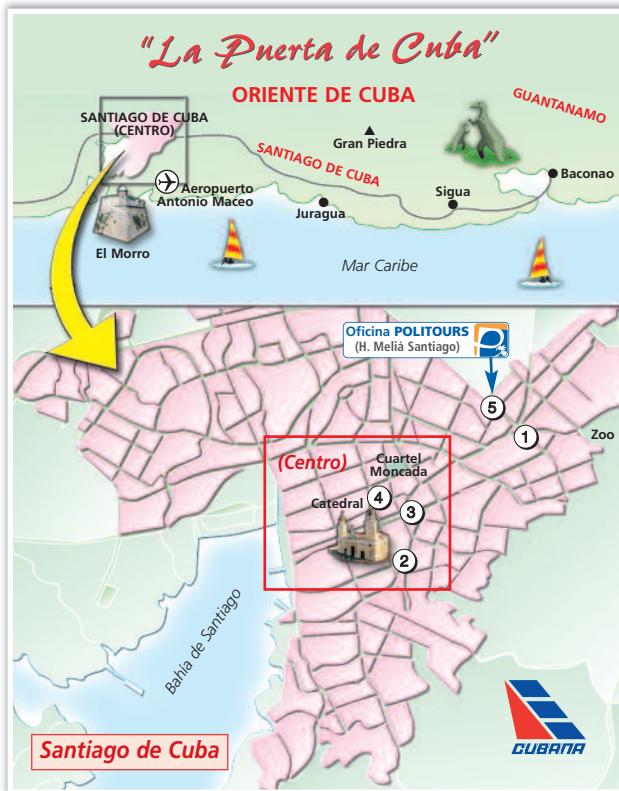 "La Puerta de Cuba"
ORIENTE DE CUBA
GUANTANAMO
SANTIAGO DE CUBA
(CENTRO)
Gran Piedra
SANTIAGO DE CUBA
Baconao
Aeropuerto
Antonio Maceo
Sigua
Juragua
El Morro
Mar Caribe
Oficina POLITOURS
(H. Meliá Santiago)
5
1
Zoo
(Centro)
Cuartel
Moncada
4
Catedral
3
2
Bahía de Santiago
Santiago de Cuba
CUBANA